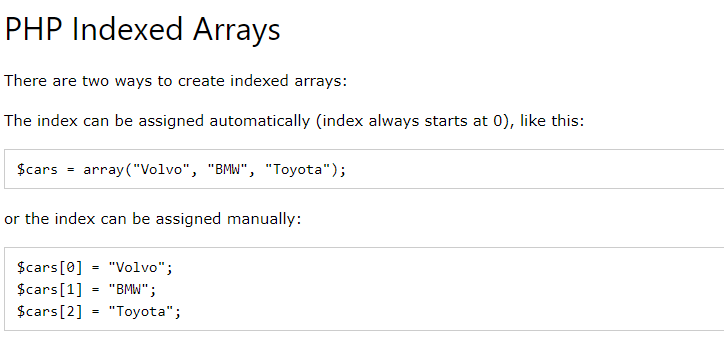 PHP Indexed Arrays
There are two ways to create indexed arrays:
The index can be assigned automatically (index always starts at 0), like this:
$cars = array("Volvo", "BMW", "Toyota");
or the index can be assigned manually:
$cars[0] = "Volvo";
$cars[1] = "BMW";
$cars[2] = "Toyota";